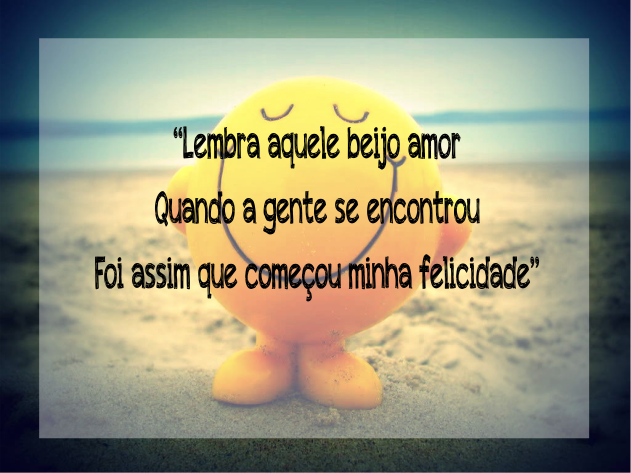 “Lembra aquele beijo amor
Quando a gente se encontrou
Foi assim que começou minha felicidade”